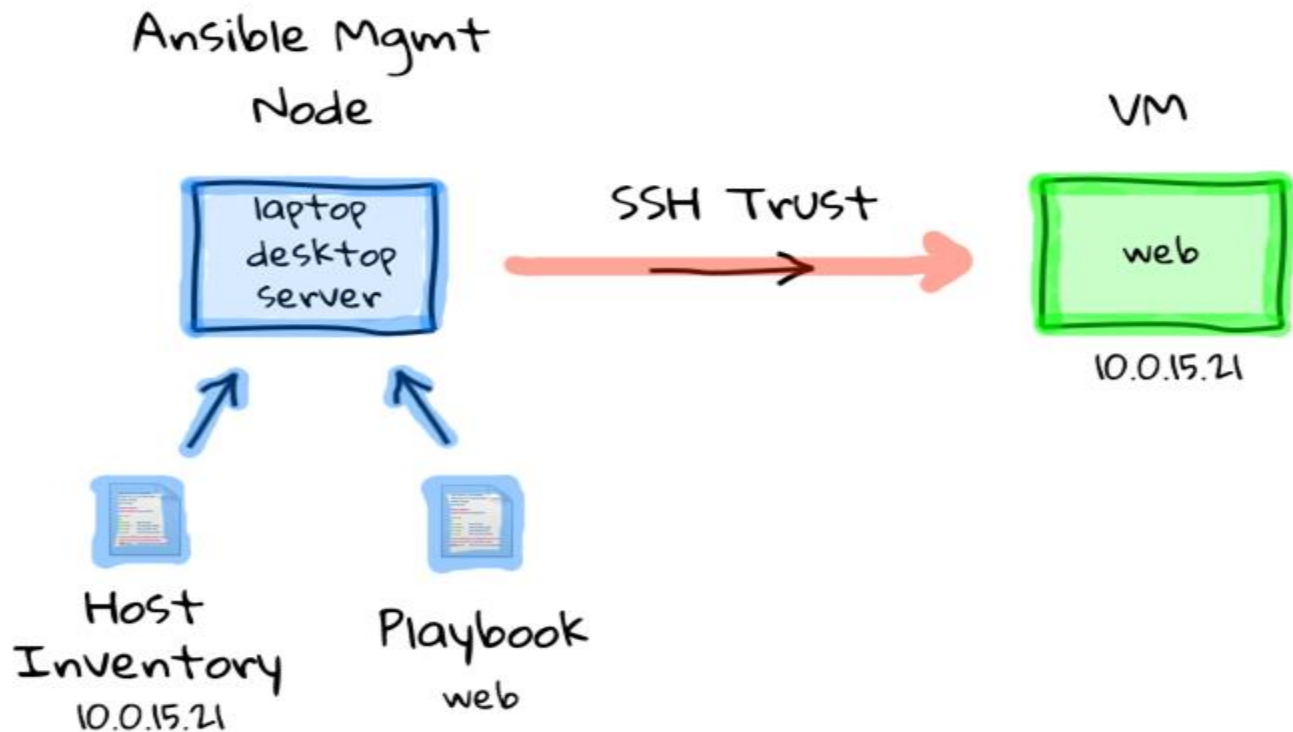 Ansible Mgmt
Node
VM
laptop
desktop
server
SSH Trust
web
10.0.15.21
Host
Inventory
10.0.15.21
Playbook
web